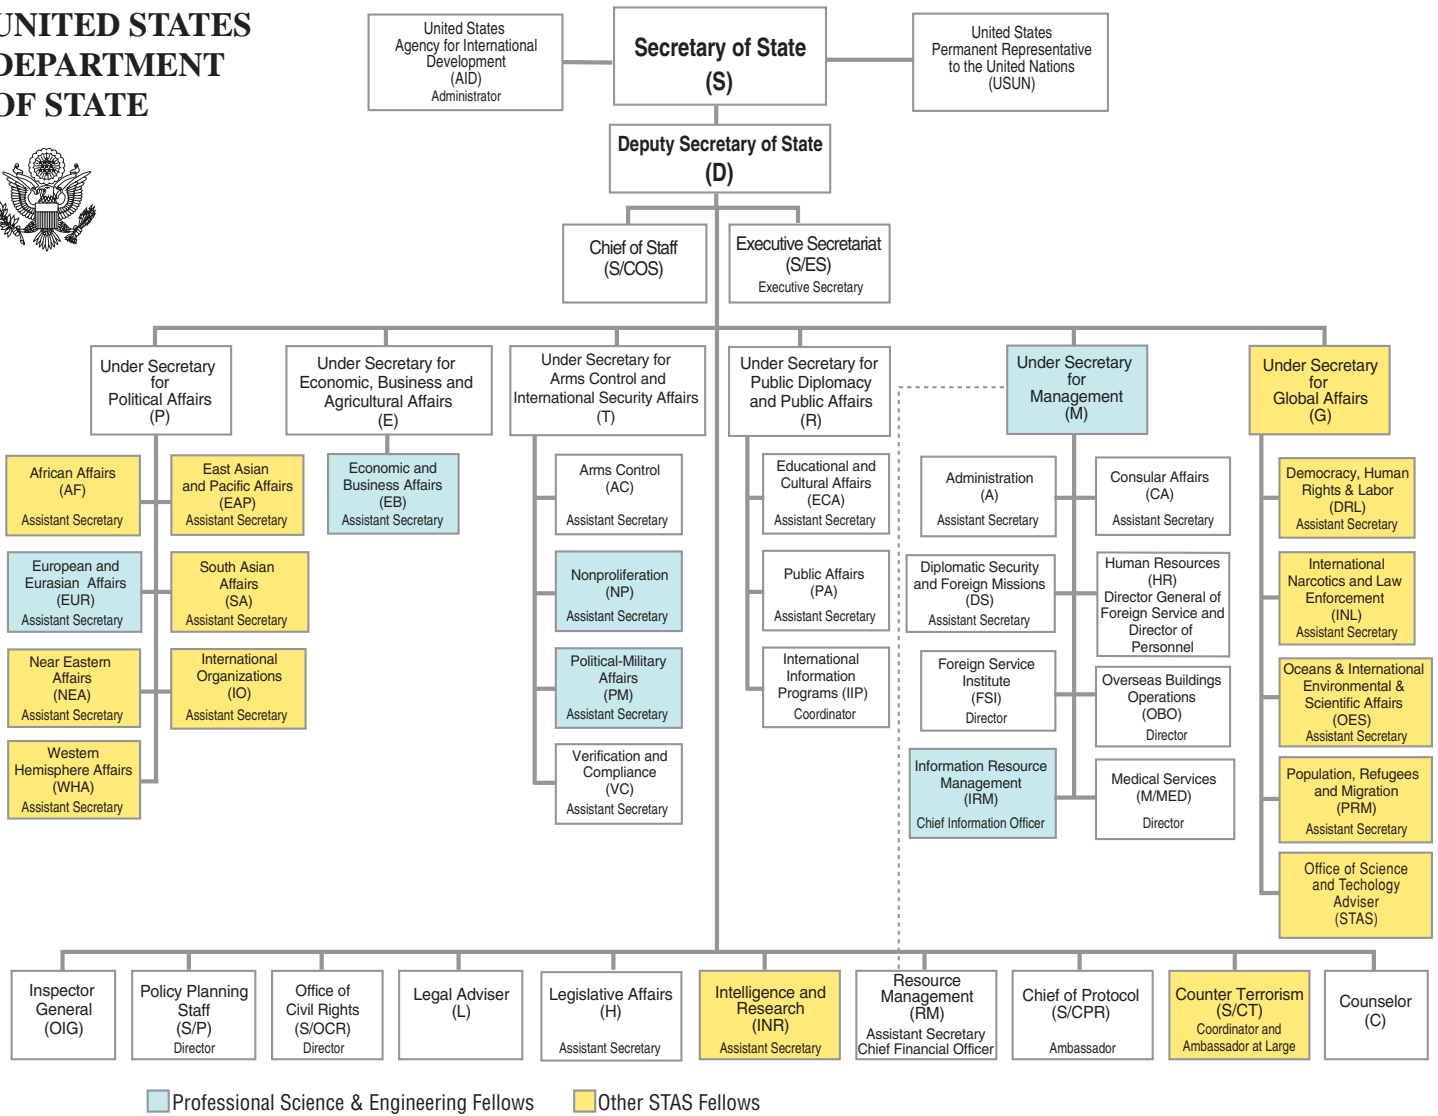 UNITED STATES
DEPARTMENT
OF STATE
United States
Agency for International
Development
(AID)
Administrator
Secretary of State
(S)
United States
Permanent Representative
to the United Nations
(USUN)
Deputy Secretary of State
(D)
Chief of Staff
(S/COS)
Executive Secretariat
(S/ES)
Executive Secretary
Under Secretary
for
Political Affairs
(P)
Under Secretary for
Economic, Business and
Agricultural Affairs
(E)
Under Secretary for
Arms Control and
International Security Affairs
(T)
Under Secretary for
Public Diplomacy
and Public Affairs
(R)
Under Secretary
for
Management
(M)
Under Secretary
for
Global Affairs
(G)
African Affairs
(AF)
Assistant Secretary
East Asian
and Pacific Affairs
(EAP)
Assistant Secretary
European and
Eurasian Affairs
(EUR)
Assistant Secretary
South Asian
Affairs
(SA)
Assistant Secretary
Near Eastern
Affairs
(NEA)
Assistant Secretary
International
Organizations
(IO)
Assistant Secretary
Western
Hemisphere Affairs
(WHA)
Assistant Secretary
Economic and
Business Affairs
(EB)
Assistant Secretary
Arms Control
(AC)
Assistant Secretary
Nonproliferation
(NP)
Assistant Secretary
Political-Military
Affairs
(PM)
Assistant Secretary
Verification and
Compliance
(VC)
Assistant Secretary
Educational and
Cultural Affairs
(ECA)
Assistant Secretary
Public Affairs
(PA)
Assistant Secretary
International
Information
Programs (IIP)
Coordinator
Administration
(A)
Assistant Secretary
Consular Affairs
(CA)
Assistant Secretary
Diplomatic Security
and Foreign Missions
(DS)
Assistant Secretary
Human Resources
(HR)
Director General of
Foreign Service and
Director of
Personnel
Foreign Service
Institute
(FSI)
Director
Overseas Buildings
Operations
(OBO)
Director
Information Resource
Management
(IRM)
Chief Information Officer
Medical Services
(M/MED)
Director
Democracy, Human
Rights & Labor
(DRL)
Assistant Secretary
International
Narcotics and Law
Enforcement
(INL)
Assistant Secretary
Oceans & International
Environmental &
Scientific Affairs
(OES)
Assistant Secretary
Population, Refugees
and Migration
(PRM)
Assistant Secretary
Office of Science
and Techology
Adviser
(STAS)
Inspector
General
(OIG)
Policy Planning
Staff
(S/P)
Director
Office of
Civil Rights
(S/OCR)
Director
Legal Adviser
(L)
Legislative Affairs
(H)
Assistant Secretary
Intelligence and
Research
(INR)
Assistant Secretary
Resource
Management
(RM)
Assistant Secretary
Chief Financial Officer
Chief of Protocol
(S/CPR)
Ambassador
Counter Terrorism
(S/CT)
Coordinator and
Ambassador at Large
Counselor
(C)
Professional Science & Engineering Fellows
Other STAS Fellows